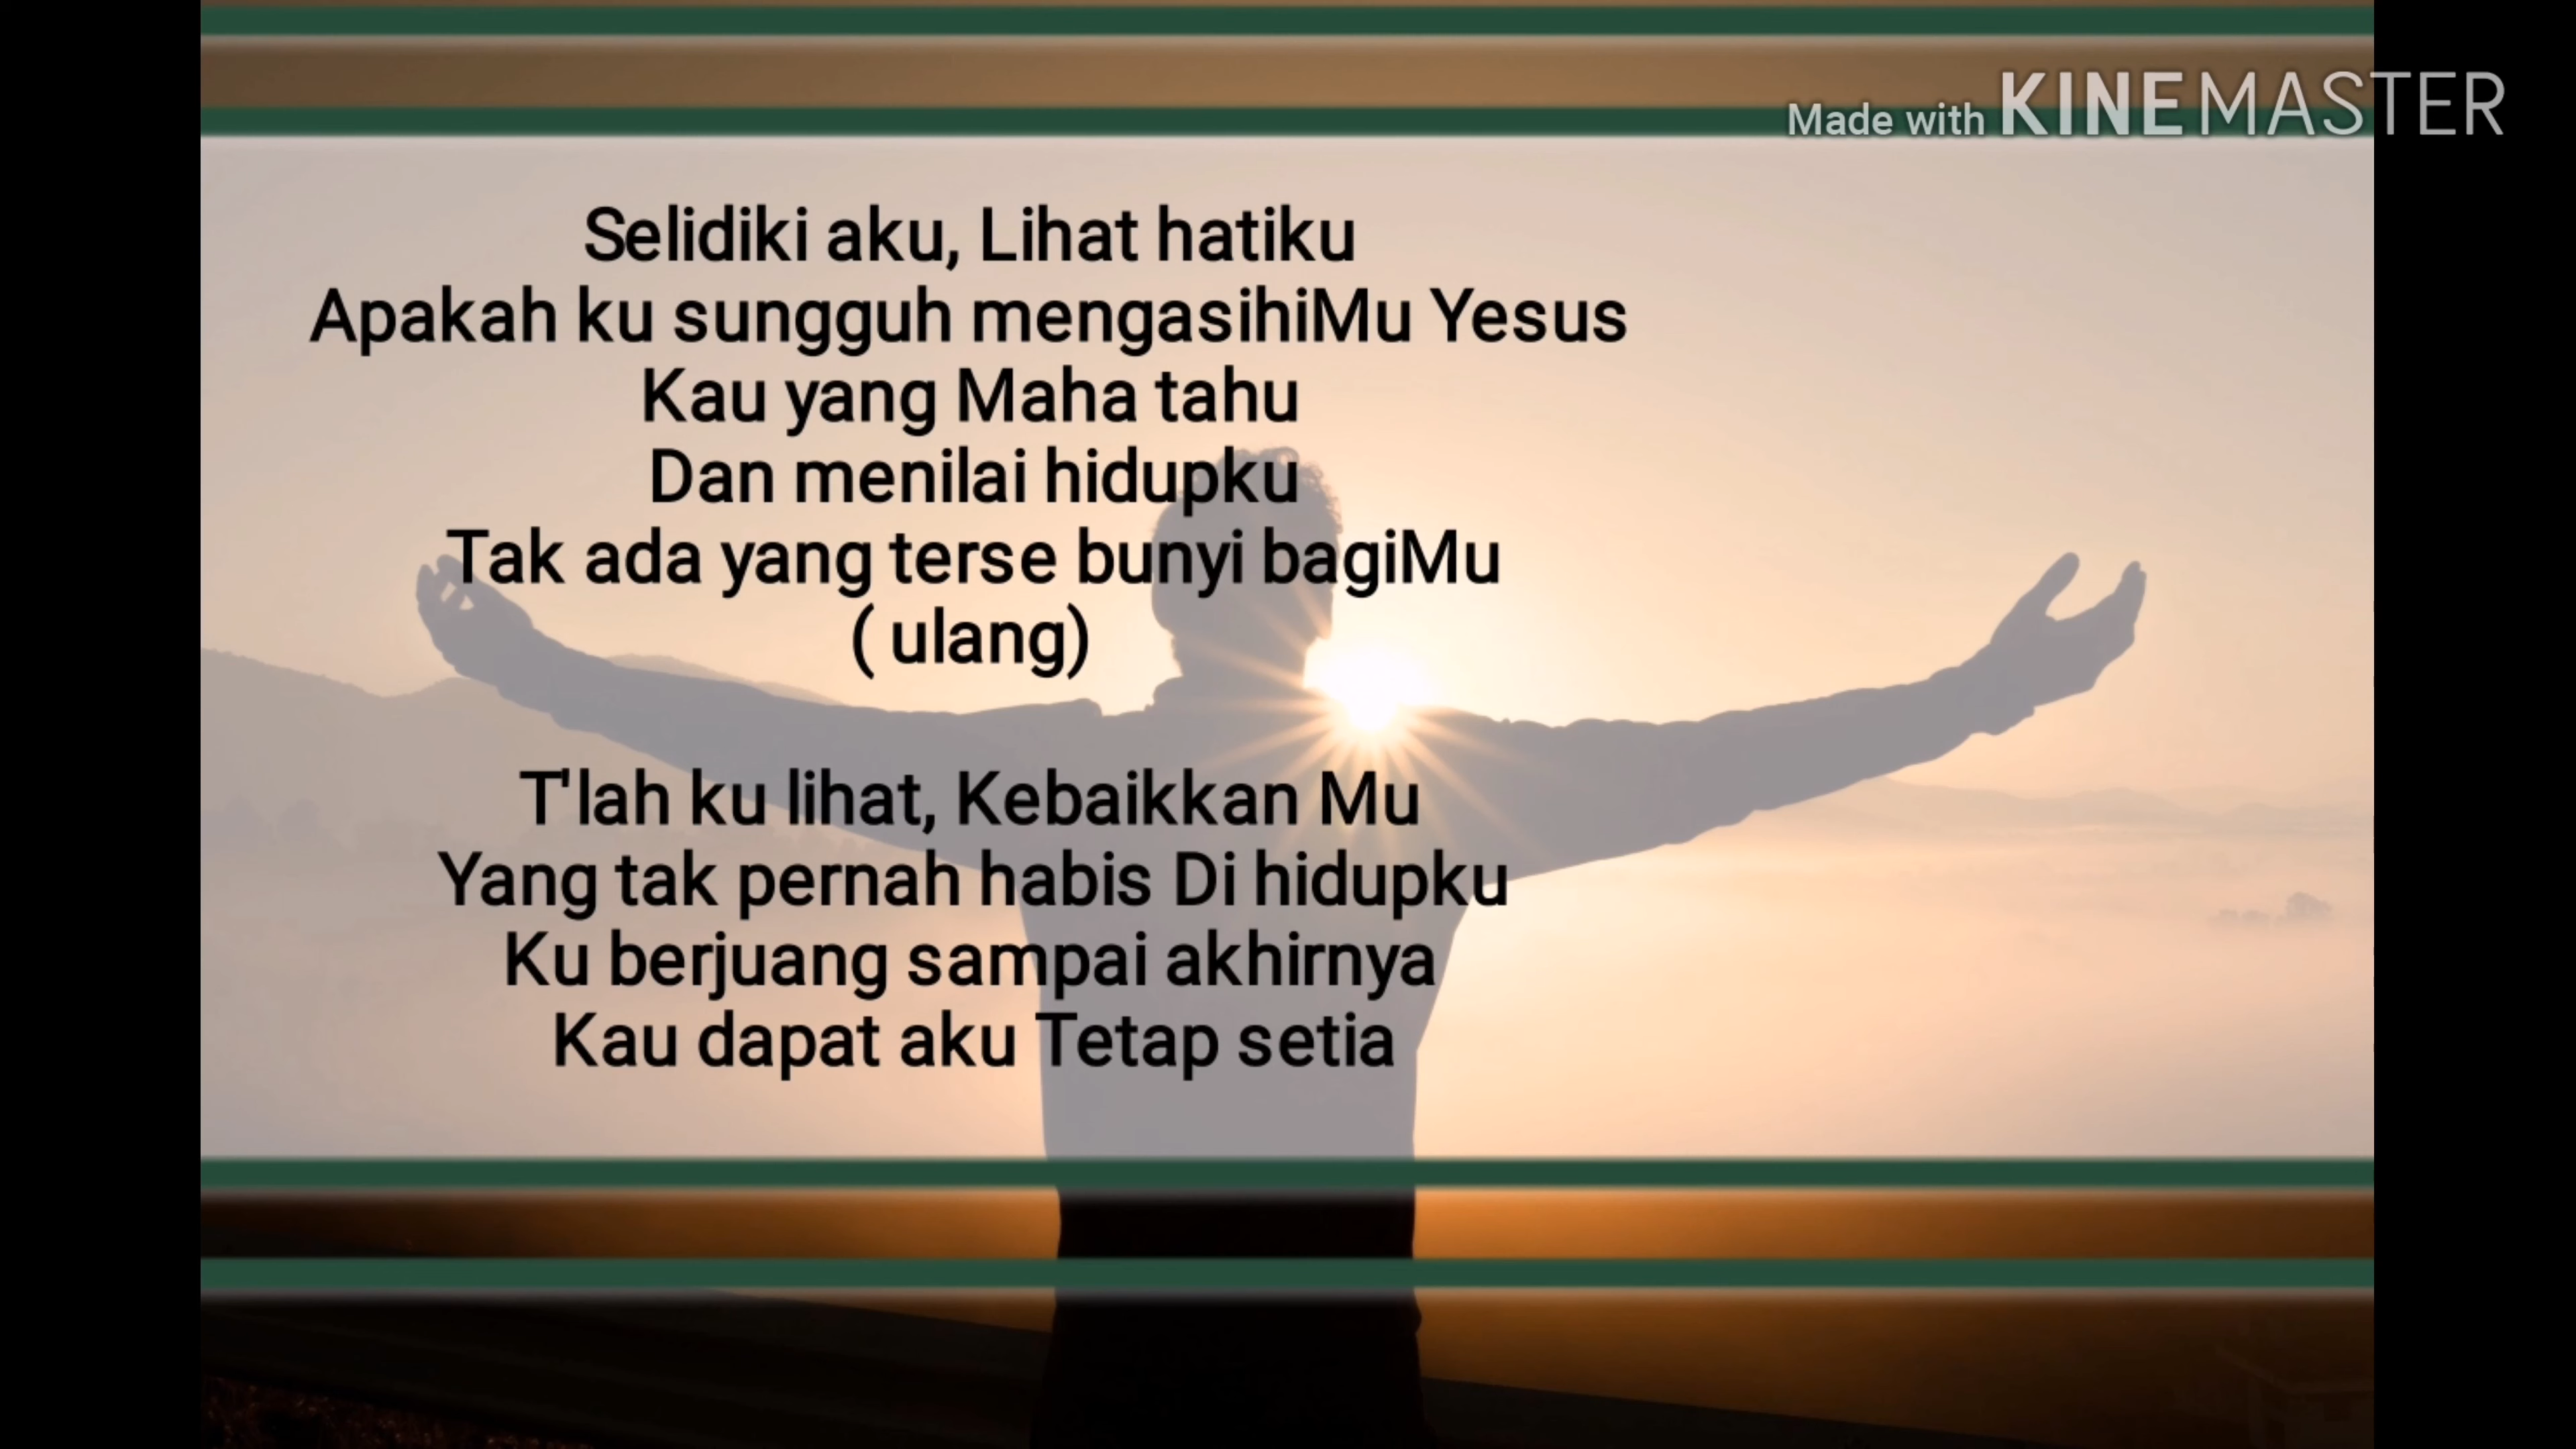 Made with KINEMASTER
Selidiki aku, Lihat hatiku
Apakah ku sungguh mengasihiMu Yesus
Kau yang Maha tahu
Dan menilai hidupku
Tak ada yang terse bunyi bagiMu
( ulang)
T'lah ku lihat, Kebaikkan Mu
Yang tak pernah habis Di hidupku
Ku berjuang sampai akhirnya
Kau dapat aku Tetap setia